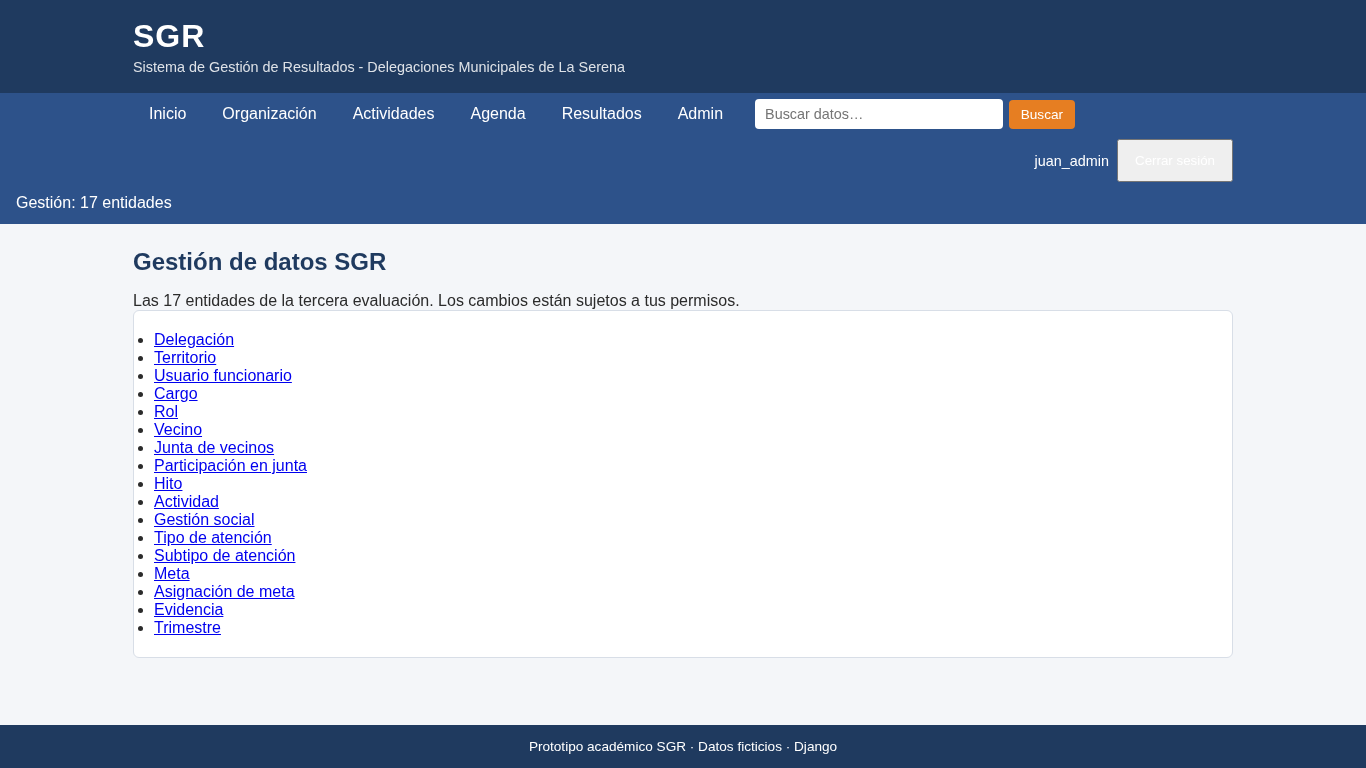 SGR
Sistema de Gestión de Resultados - Delegaciones Municipales de La Serena
Inicio Organización Actividades Agenda Resultados Admin Buscar datos… Buscar
juan_admin Cerrar sesión
Gestión: 17 entidades
Gestión de datos SGR
Las 17 entidades de la tercera evaluación. Los cambios están sujetos a tus permisos.
Delegación
Territorio
Usuario funcionario
Cargo
Rol
Vecino
Junta de vecinos
Participación en junta
Hito
Actividad
Gestión social
Tipo de atención
Subtipo de atención
Meta
Asignación de meta
Evidencia
Trimestre
Prototipo académico SGR · Datos ficticios · Django